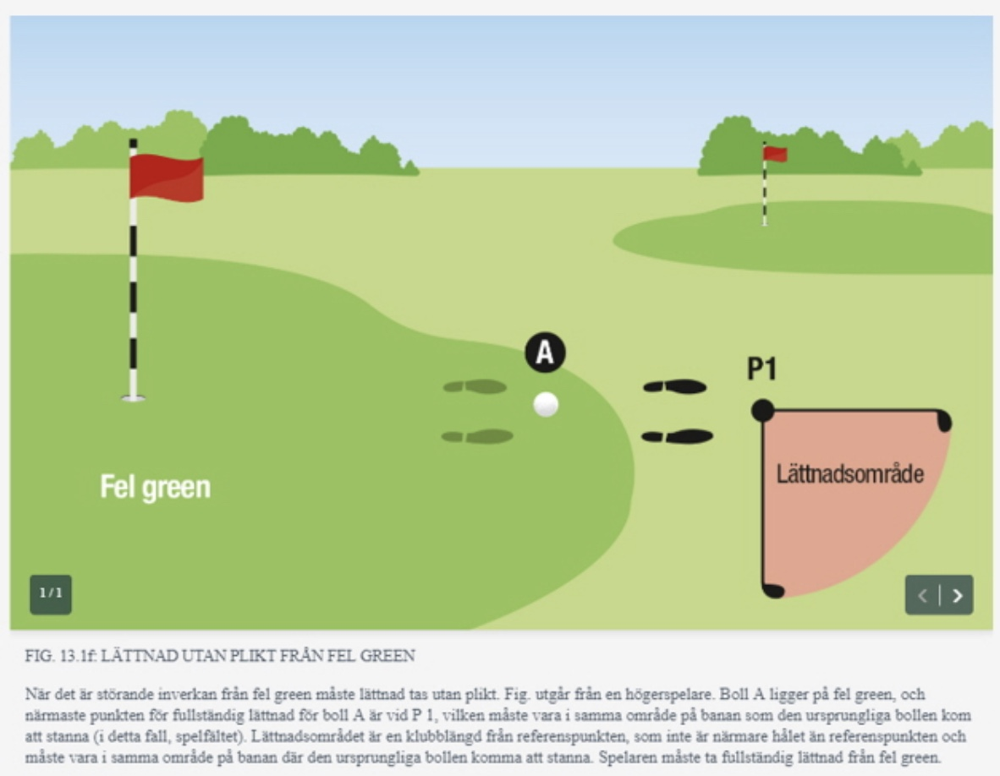 A
P1
Lättnadsområde
Fel green
1/1
FIG. 13.1f: LÄTTNAD UTAN PLIKT FRÅN FEL GREEN
När det är störande inverkan från fel green måste lättnad tas utan plikt. Fig. utgår från en högerspelare. Boll A ligger på fel green, och
närmaste punkten för fullständig lättnad för boll A är vid P 1, vilken måste vara i samma område på banan som den ursprungliga bollen kom
att stanna (i detta fall, spelfältet). Lättnadsområdet är en klubblängd från referenspunkten, som inte är närmare hålet än referenspunkten och
måste vara i samma område på banan där den ursprungliga bollen komma att stanna. Spelaren måste ta fullständig lättnad från fel green.